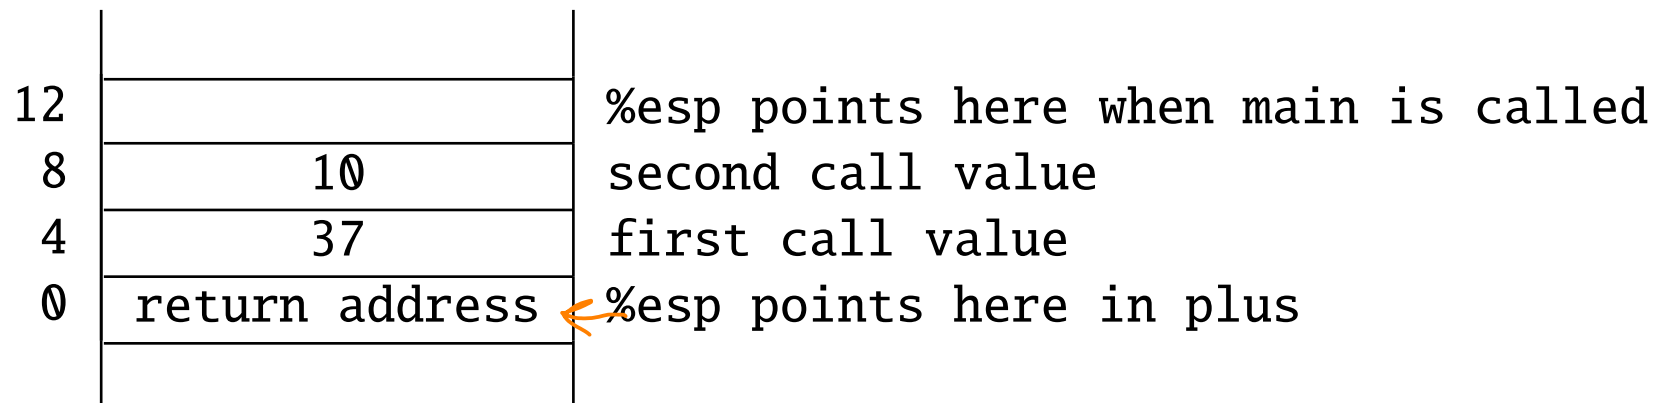 12 %esp points here when main is called
8 10 second call value
4 37 first call value
0 return address %esp points here in plus